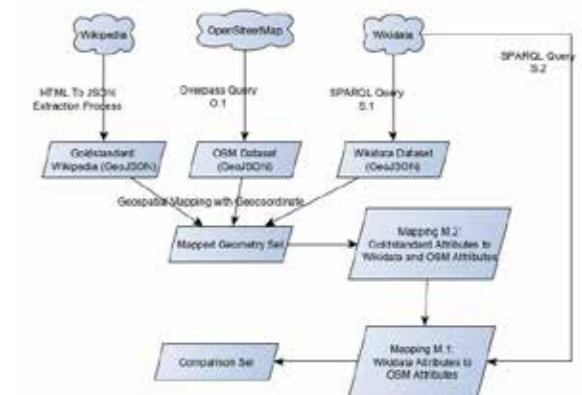 Wikipedia
OpenStreetMap
Wikidata
HTML To JSON
Extraction Process
Overpass Query
O.1
SPARQL Query
S.1
SPARQL Query
S.2
Goldstandard
Wikipedia (GeoJSON)
OSM Dataset
(GeoJSON)
Wikidata Dataset
(GeoJSON)
Geospatial Mapping with Geocoordinate
Mapped Geometry Set
Mapping M.2:
Goldstandard Attributes to
Wikidata and OSM Attributes
Comparison Set
Mapping M.1:
Wikidata Attributes to
OSM Attributes